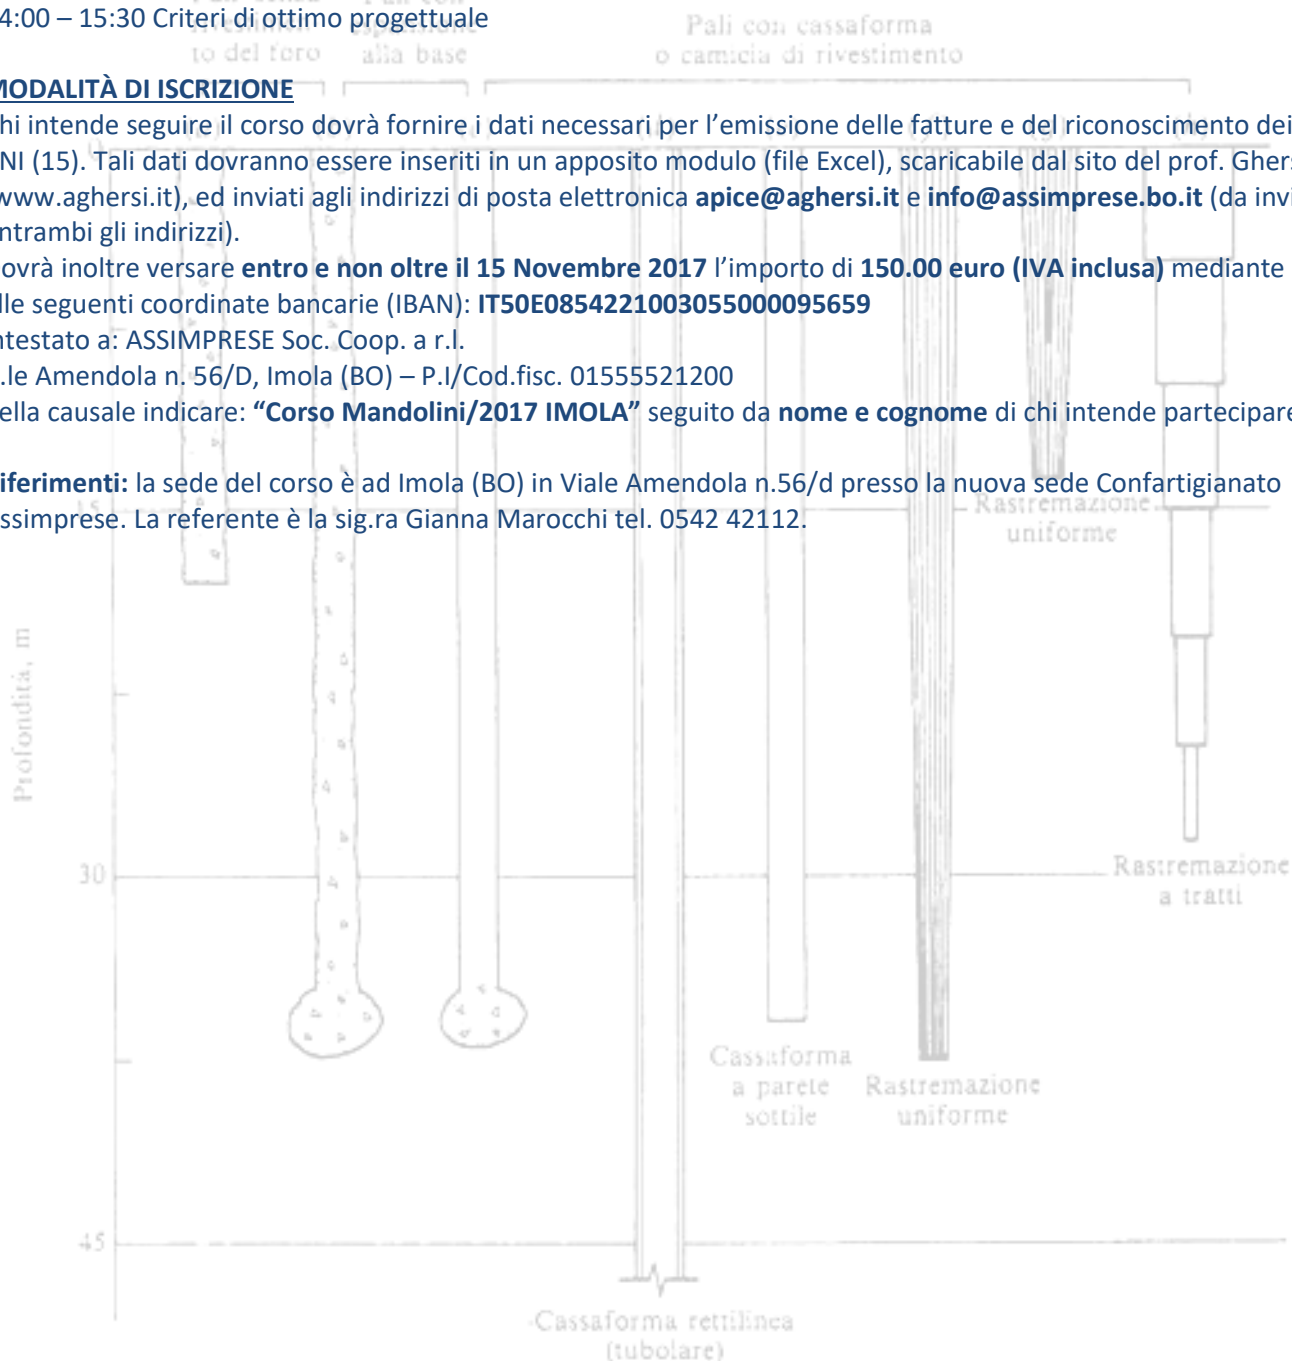 4:00 – 15:30 Criteri di ottimo progettuale
to del foro
alla base
Pali con cassaforma
o camicia di rivestimento
MODALITÀ DI ISCRIZIONE
hi intende seguire il corso dovrà fornire i dati necessari per l’emissione delle fatture e del riconoscimento dei
NI (15). Tali dati dovranno essere inseriti in un apposito modulo (file Excel), scaricabile dal sito del prof. Ghers
www.aghersi.it), ed inviati agli indirizzi di posta elettronica apice@aghersi.it e info@assimprese.bo.it (da invi
ntrambi gli indirizzi).
ovrà inoltre versare entro e non oltre il 15 Novembre 2017 l’importo di 150.00 euro (IVA inclusa) mediante
lle seguenti coordinate bancarie (IBAN): IT50E0854221003055000095659
ntestato a: ASSIMPRESE Soc. Coop. a r.l.
.le Amendola n. 56/D, Imola (BO) – P.I/Cod.fisc. 01555521200
ella causale indicare: “Corso Mandolini/2017 IMOLA” seguito da nome e cognome di chi intende partecipare
iferimenti: la sede del corso è ad Imola (BO) in Viale Amendola n.56/d presso la nuova sede Confartigianato
ssimprese. La referente è la sig.ra Gianna Marocchi tel. 0542 42112.
0
15
Rastremazione
uniforme
Profondità, m
30
Rastremazione
a tratti
Cassaforma
a parete
sottile
Rastremazione
uniforme
45
Cassaforma rettilinea
(tubolare)